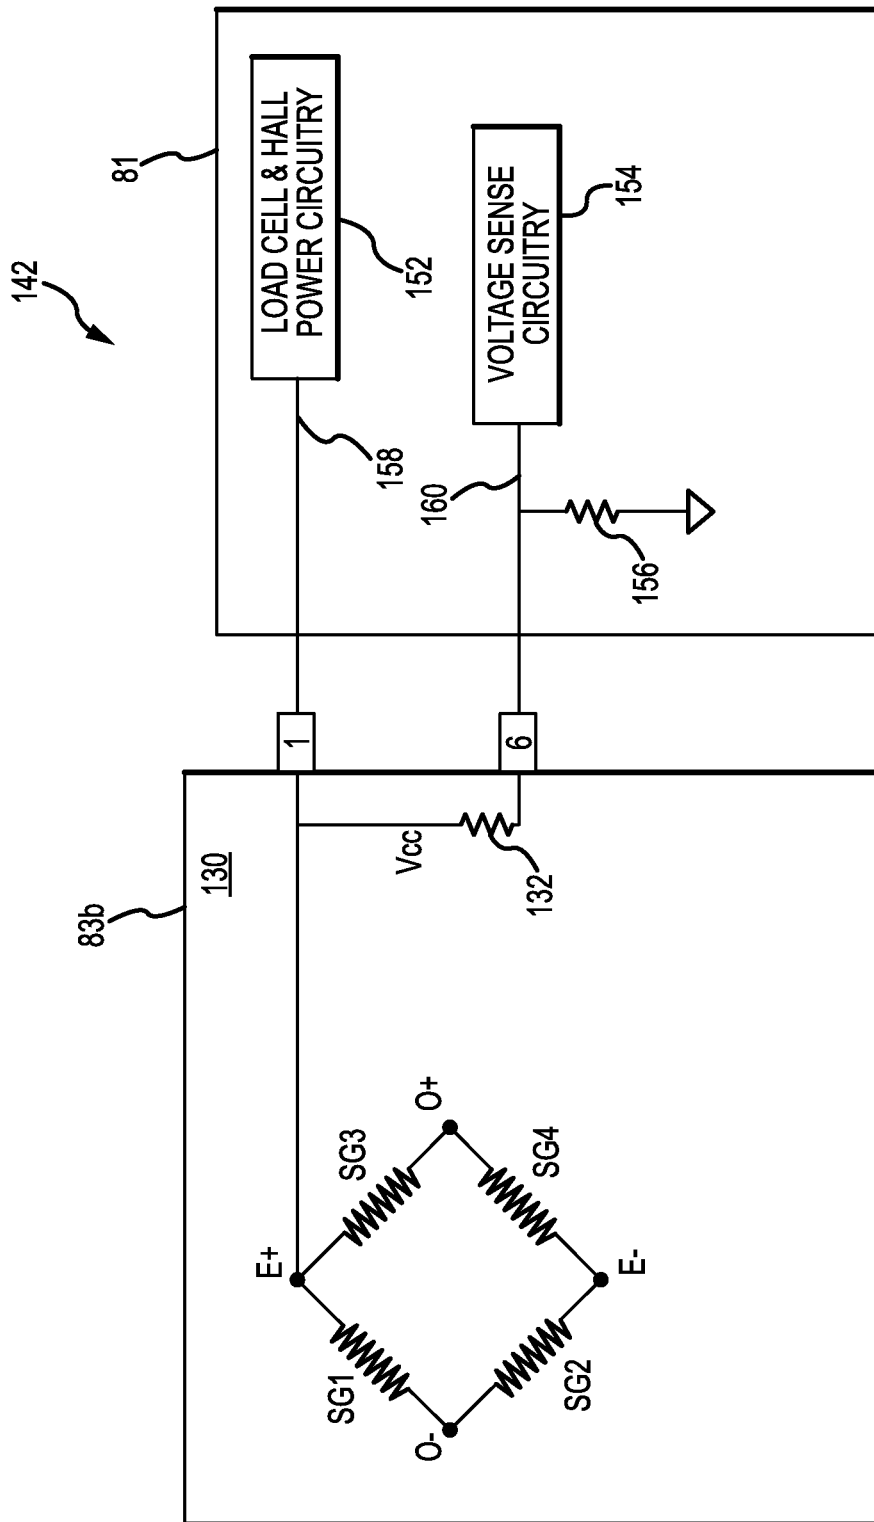 142
81
LOAD CELL & HALL
POWER CIRCUITRY
152
158
VOLTAGE SENSE
CIRCUITRY
154
160
156
1
6
83b
130
Vcc
132
E+
SG3
O+
SG1
SG4
O-
SG2
E-